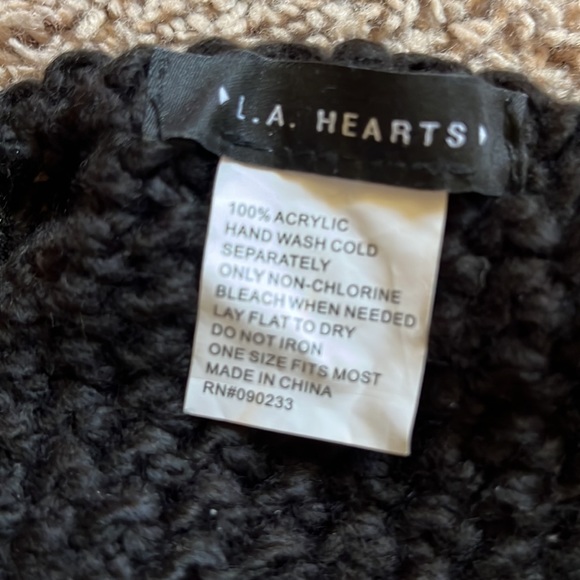 L.A. HEARTS
100% ACRYLIC
HAND WASH COLD
SEPARATELY
ONLY NON-CHLORINE
BLEACH WHEN NEEDED
LAY FLAT TO DRY
DO NOT IRON
ONE SIZE FITS MOST
MADE IN CHINA
RN#090233